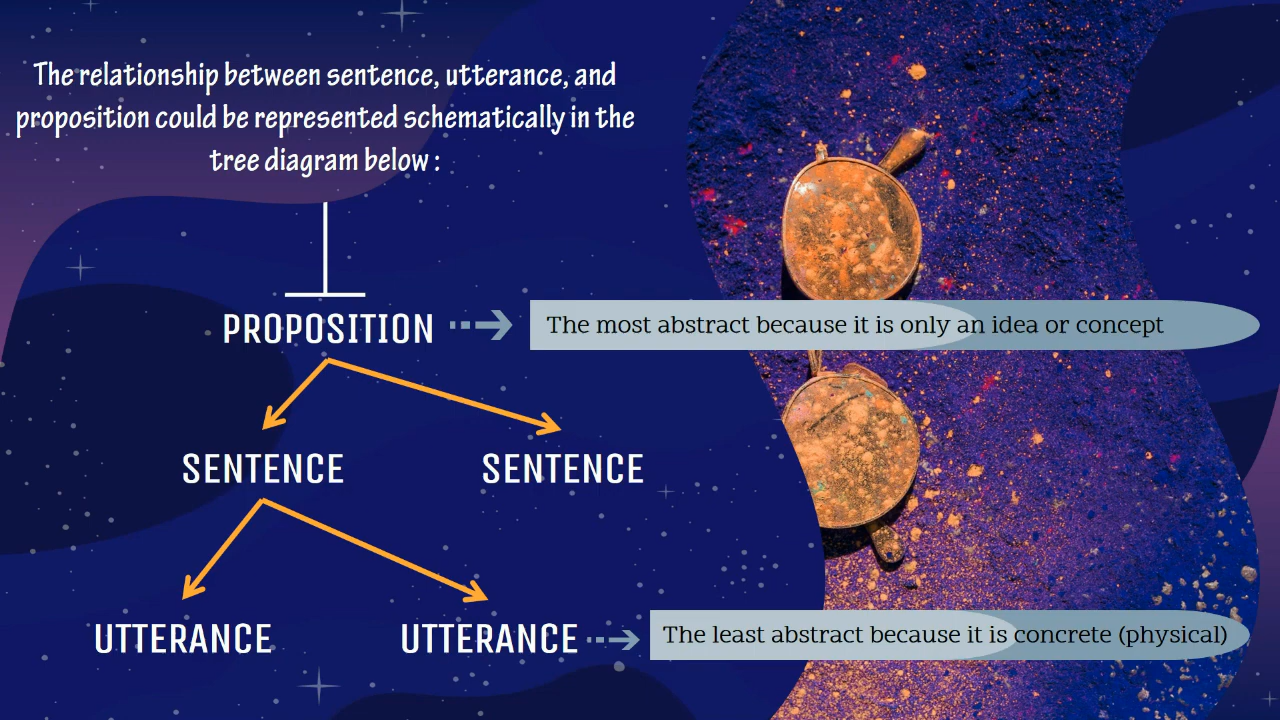 The relationship between sentence, utterance, and
proposition could be represented schematically in the
tree diagram below :
PROPOSITION
The most abstract because it is only an idea or concept
SENTENCE
SENTENCE
UTTERANCE
UTTERANCE
The least abstract because it is concrete (physical)